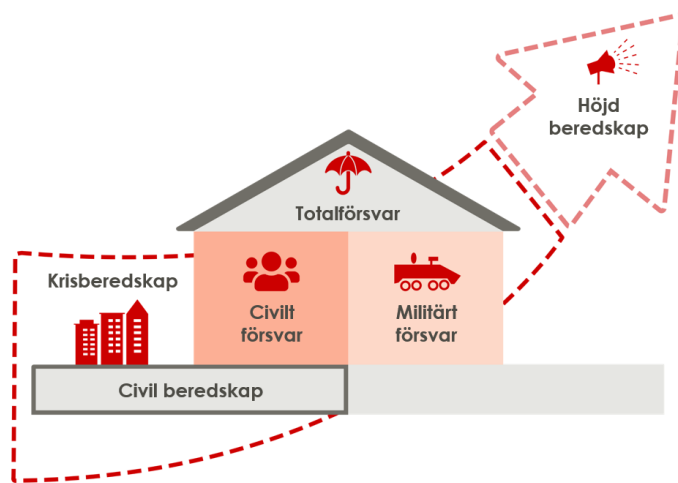 Höjd
beredskap
Totalförsvar
Krisberedskap
Civilt
försvar
Militärt
försvar
Civil beredskap